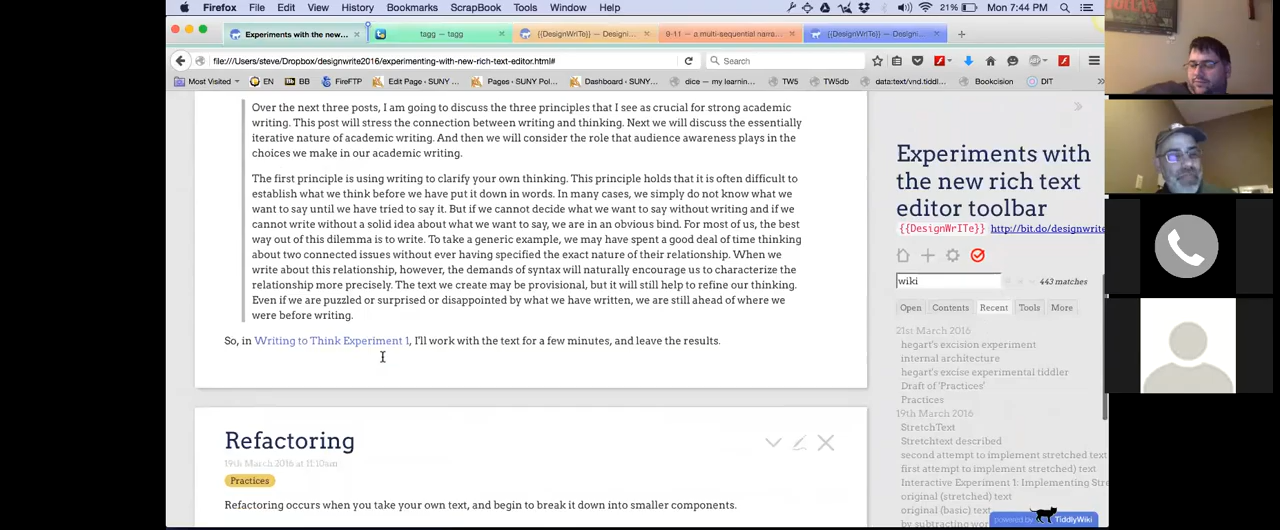 Firefox File Edit View History Bookmarks ScrapBook Tools Window Help 21% Mon 7:44 PM
Experiments with the new... tagg — tagg {{DesignWriTe}} — Designi... 9-11 — a multi-sequential narra... {{DesignWriTe}} — Designi...
file:///Users/steve/Dropbox/designwrite2016/experimenting-with-new-rich-text-editor.html# Search
Most Visited EN BB FireFTP Edit Page ‹ SUNY ... Pages ‹ SUNY Pol... Dashboard ‹ SUNY ... dice — my learnin... TW5 TW5db data:text/vnd.tiddl... Bookcision DIT
Over the next three posts, I am going to discuss the three principles that I see as crucial for strong academic
writing. This post will stress the connection between writing and thinking. Next we will discuss the essentially
iterative nature of academic writing. And then we will consider the role that audience awareness plays in the
choices we make in our academic writing.
The first principle is using writing to clarify your own thinking. This principle holds that it is often difficult to
establish what we think before we have put it down in words. In many cases, we simply do not know what we
want to say until we have tried to say it. But if we cannot decide what we want to say without writing and if we
cannot write without a solid idea about what we want to say, we are in an obvious bind. For most of us, the best
way out of this dilemma is to write. To take a generic example, we may have spent a good deal of time thinking
about two connected issues without ever having specified the exact nature of their relationship. When we
write about this relationship, however, the demands of syntax will naturally encourage us to characterize the
relationship more precisely. The text we create may be provisional, but it will still help to refine our thinking.
Even if we are puzzled or surprised or disappointed by what we have written, we are still ahead of where we
were before writing.
So, in Writing to Think Experiment 1, I'll work with the text for a few minutes, and leave the results.
Refactoring
19th March 2016 at 11:10am
Practices
Refactoring occurs when you take your own text, and begin to break it down into smaller components.
Experiments with
the new rich text
editor toolbar
{{DesignWrITe}} http://bit.do/designwrite
wiki 443 matches
Open Contents Recent Tools More
21st March 2016
hegart's excision experiment
internal architecture
hegart's excise experimental tiddler
Draft of 'Practices'
Practices
19th March 2016
StretchText
Stretchtext described
second attempt to implement stretched text
first attempt to implement stretched) text
Interactive Experiment 1: Implementing Stre
original (stretched) text
original (basic) text
by subtracting wor
powered by TiddlyWiki